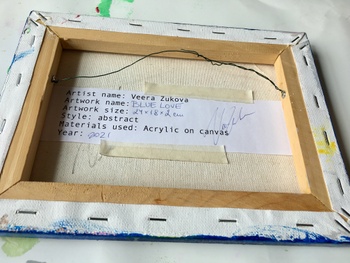 Artist name: Veera Zukova
Artwork name: BLUE LOVE
Artwork size: 24×18×2cm
Style: abstract
Materials used: Acrylic on canvas
Year: 2021